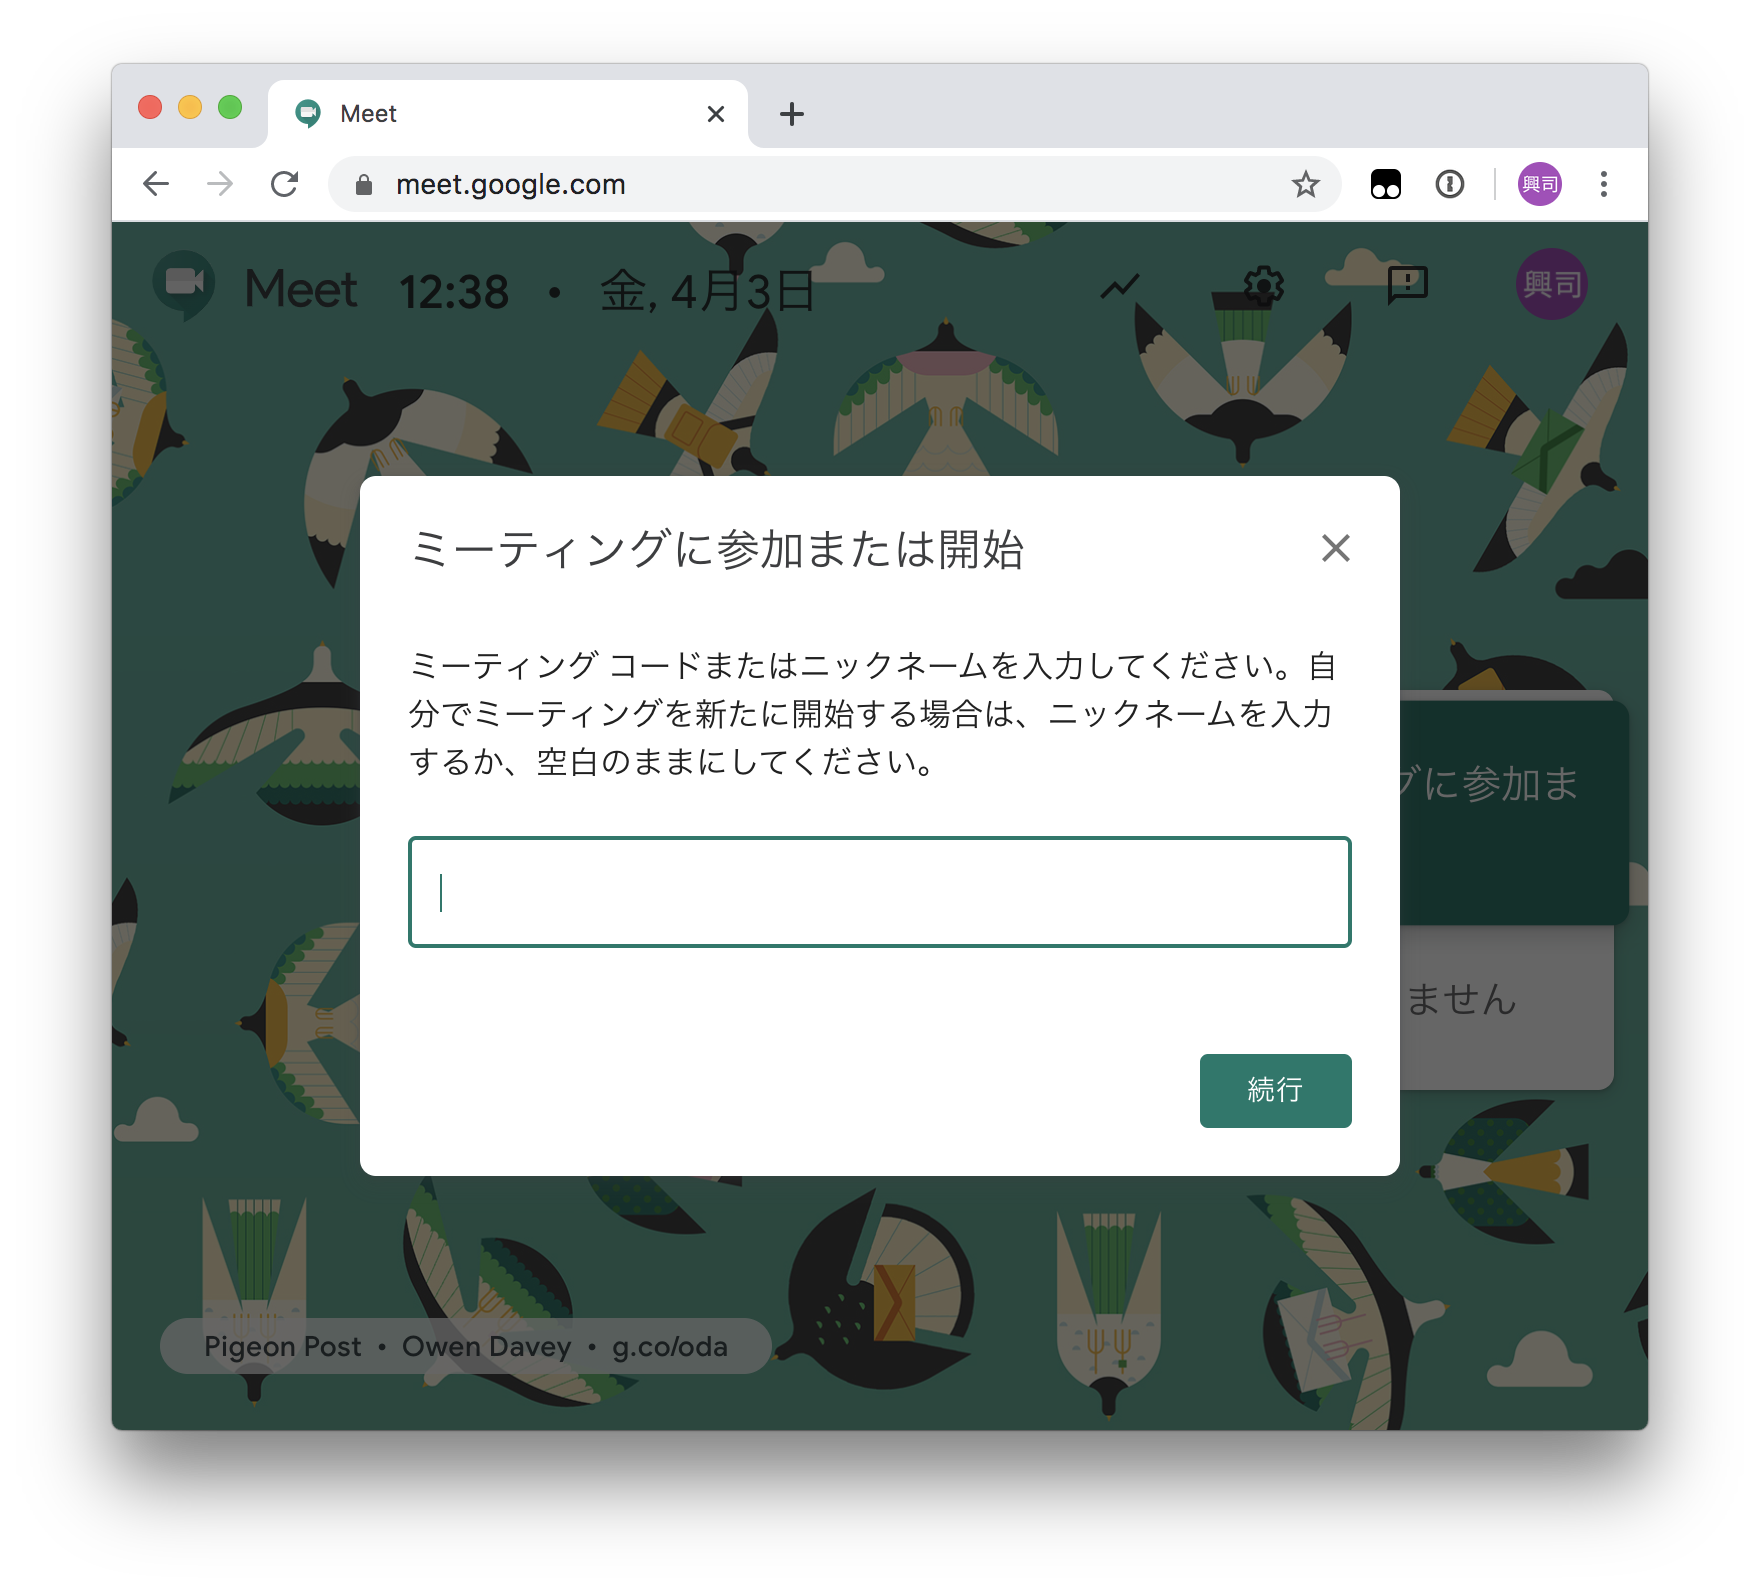 Meet
meet.google.com
興司
Meet 12:38 • 金, 4月3日
興司
ミーティングに参加または開始
ミーティング コードまたはニックネームを入力してください。自
分でミーティングを新たに開始する場合は、ニックネームを入力
するか、空白のままにしてください。
グに参加ま
ません
続行
Pigeon Post • Owen Davey • g.co/oda